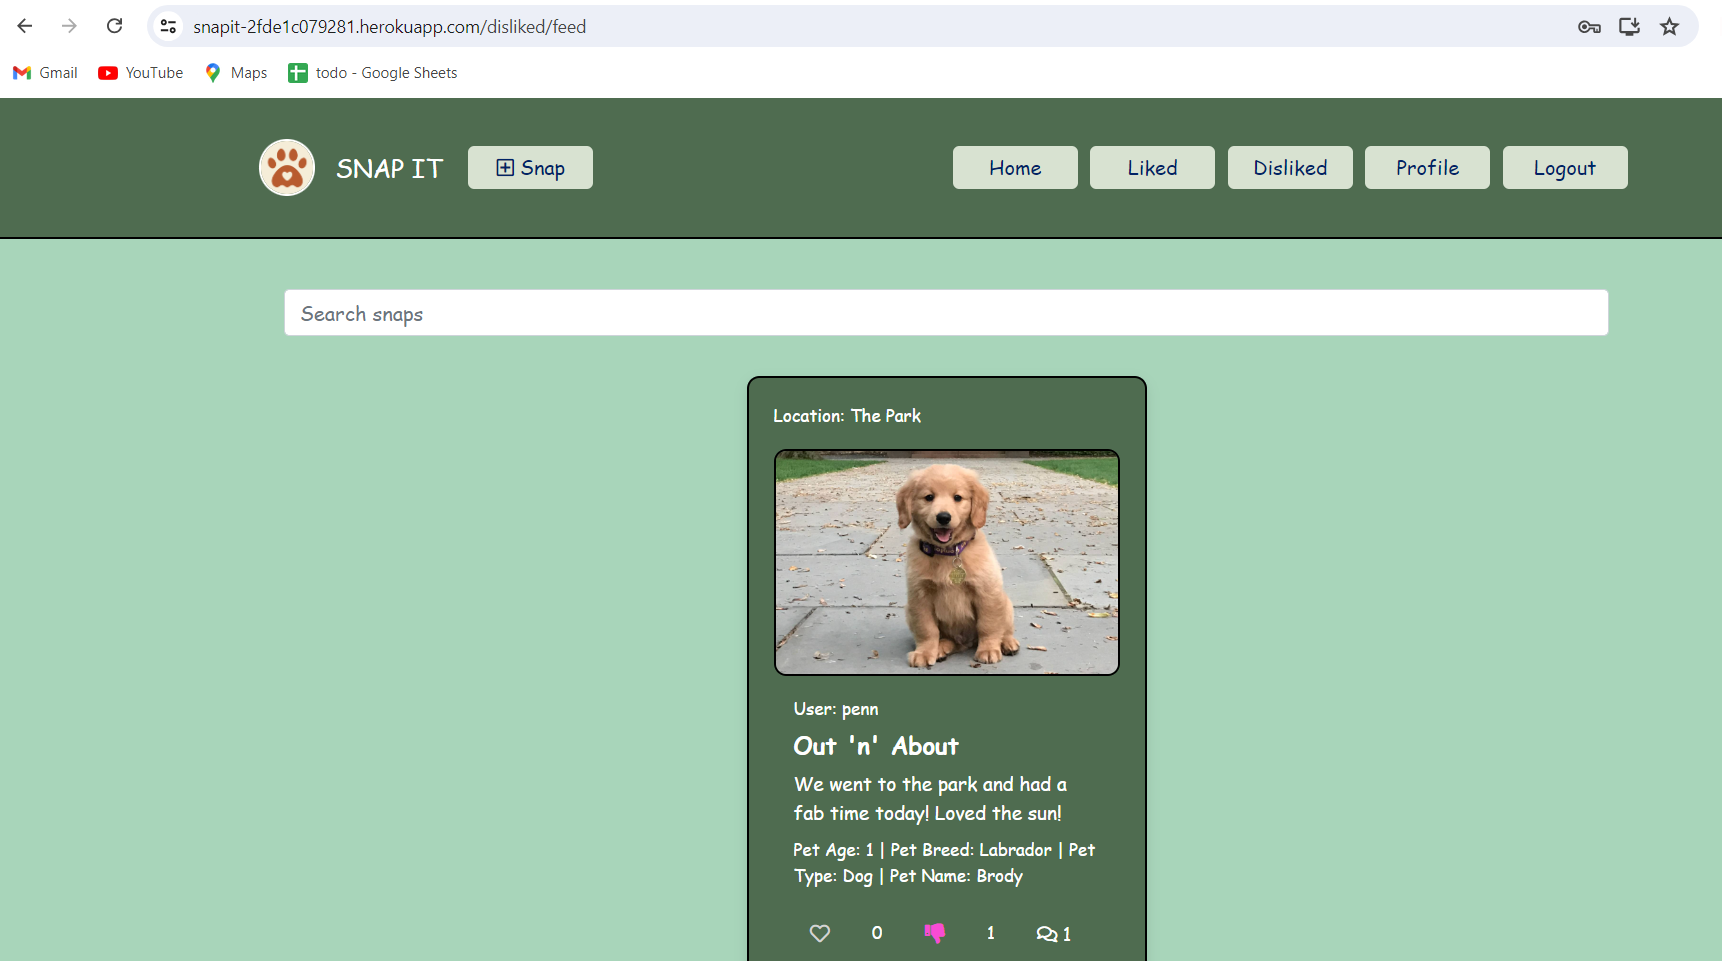 snapit-2fde1c079281.herokuapp.com/disliked/feed
Gmail YouTube Maps todo - Google Sheets
SNAP IT Snap Home Liked Disliked Profile Logout
Search snaps
Location: The Park
User: penn
Out 'n' About
We went to the park and had a
fab time today! Loved the sun!
Pet Age: 1 | Pet Breed: Labrador | Pet
Type: Dog | Pet Name: Brody
0 1 1